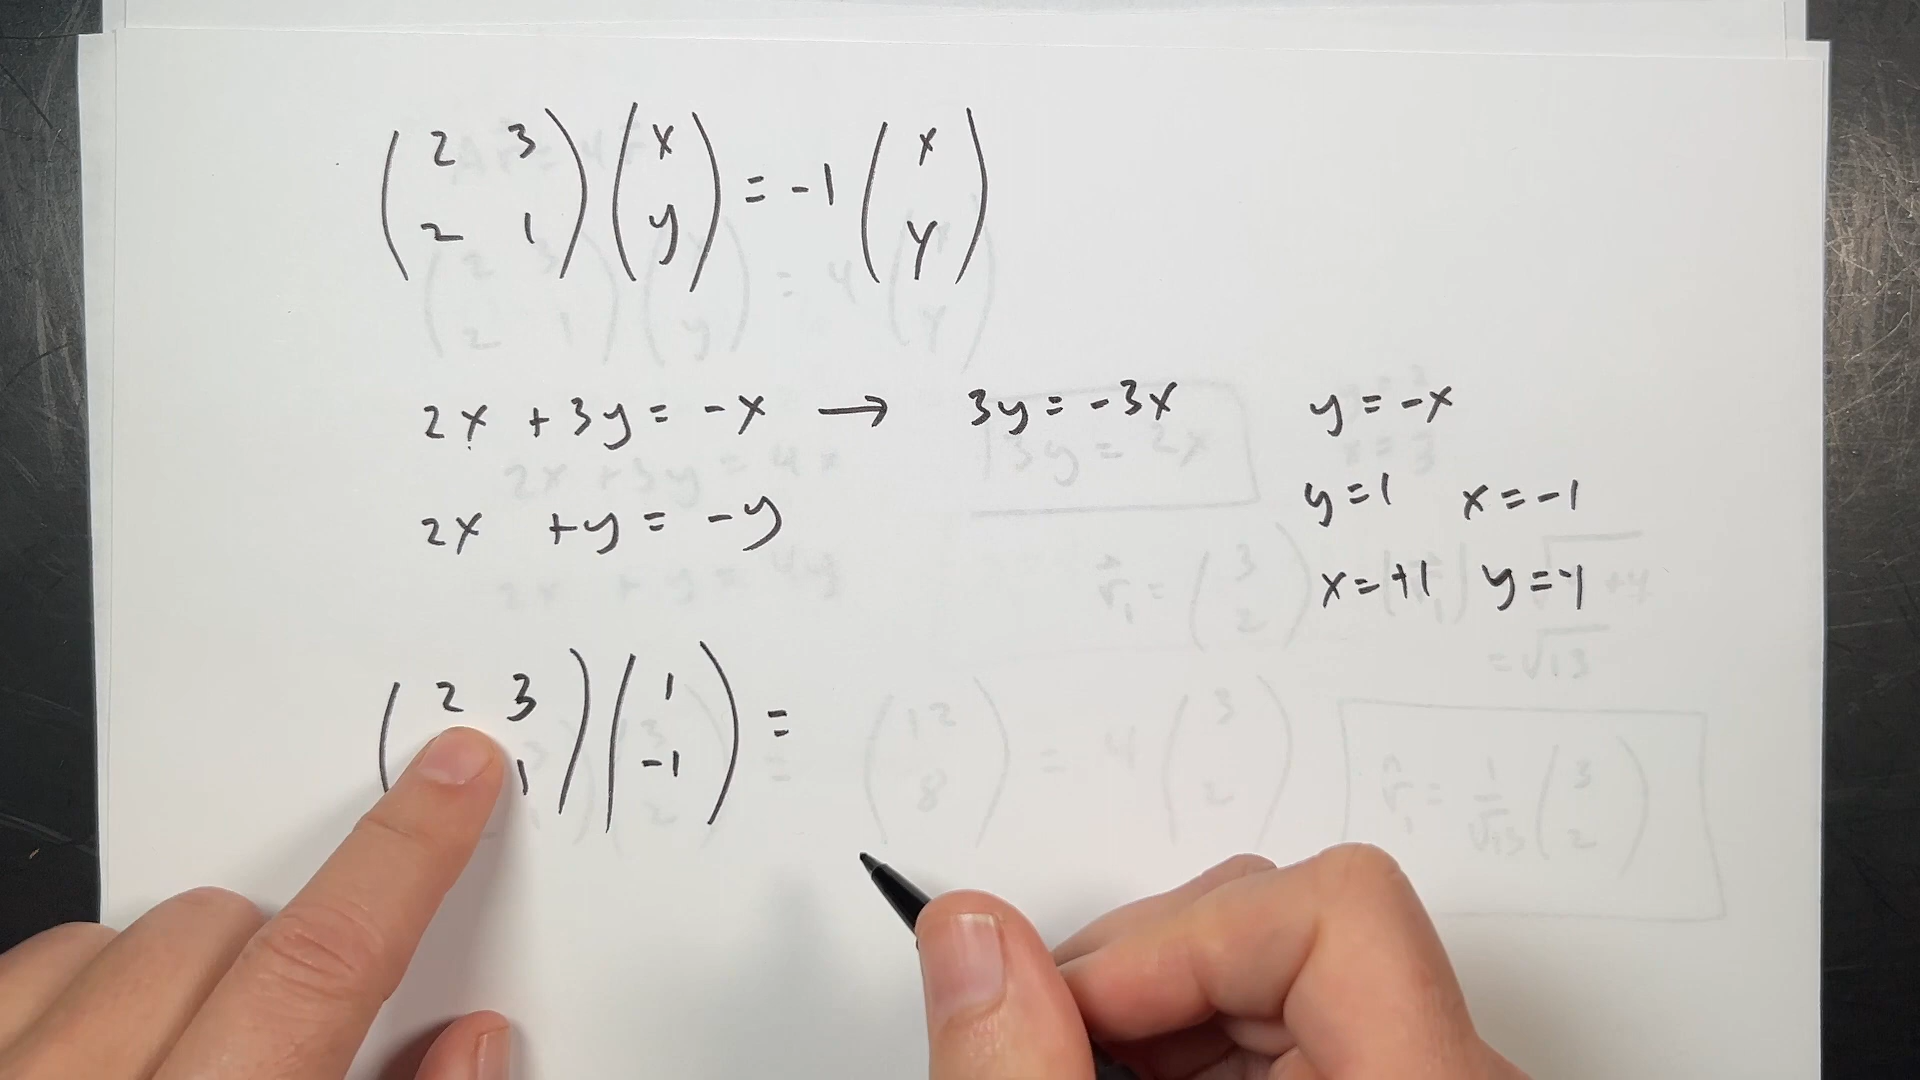 ( 2 3 ) ( x ) = -1 ( x )
( 2 1 ) ( y ) ( y )
2x + 3y = -x → 3y = -3x y = -x
y = 1 x = -1
2x + y = -y
x = +1 y = -1
( 2 3 ) ( 1 ) =
( 1 ) ( -1 )